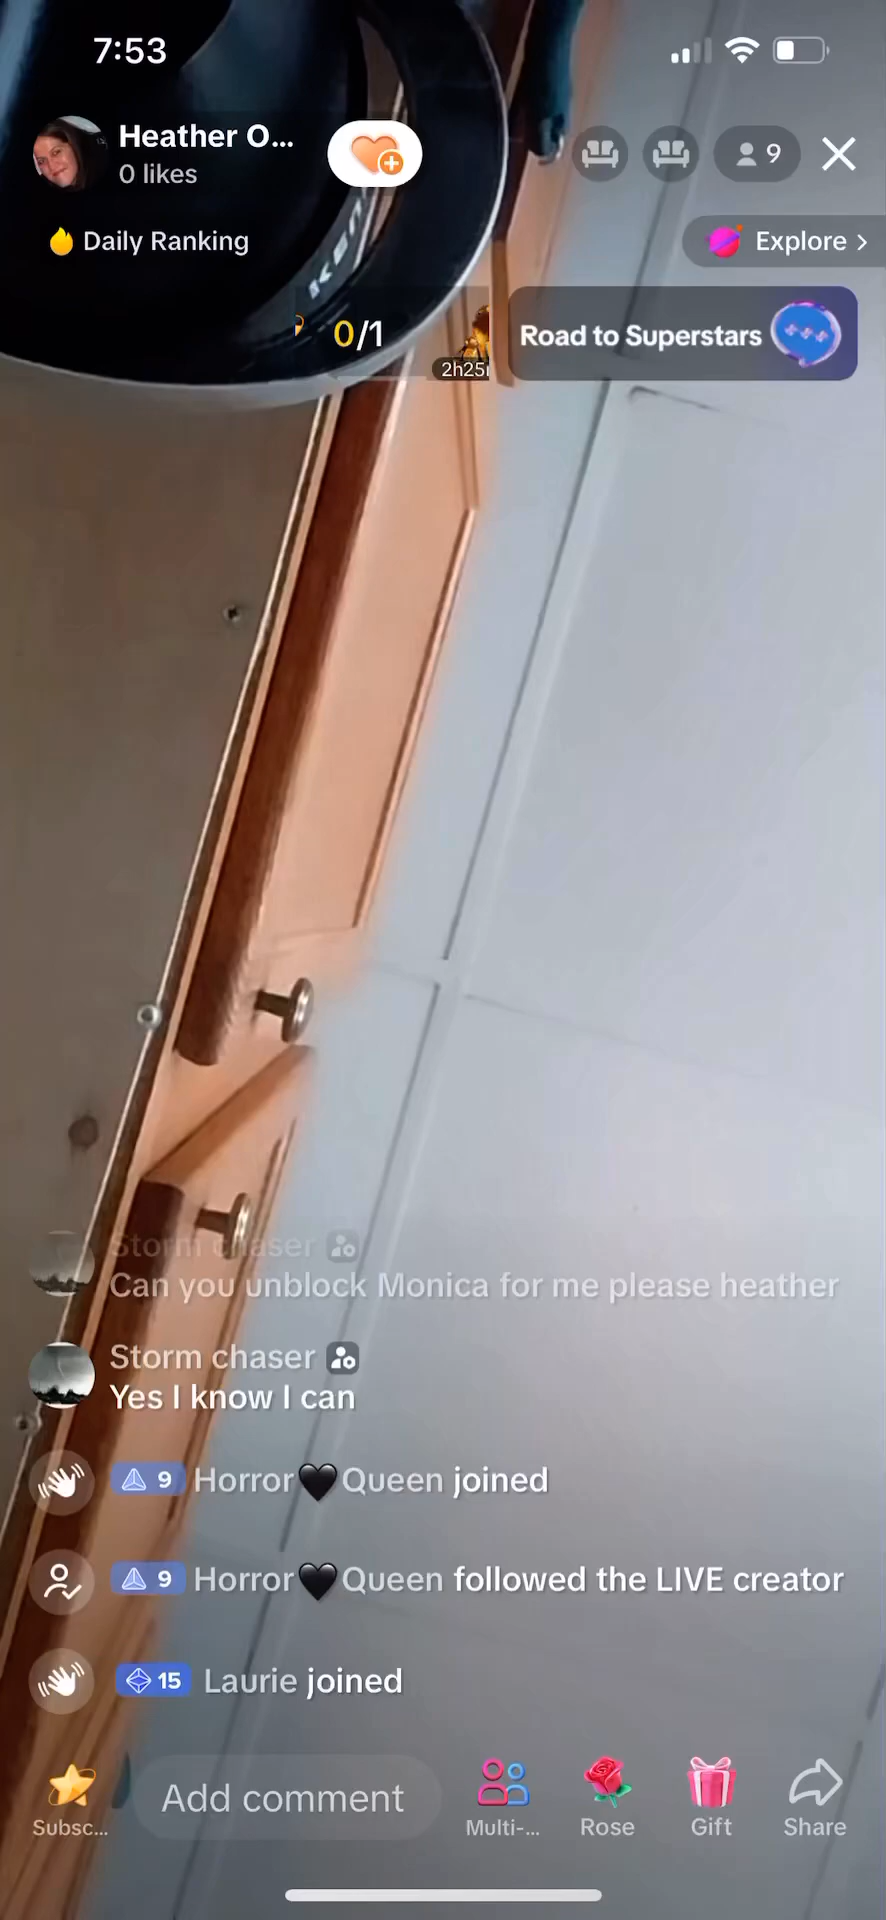 7:53
Heather O...
0 likes
9
Daily Ranking
Explore >
KEN
0/1
2h25
Road to Superstars
Storm chaser
Can you unblock Monica for me please heather
Storm chaser
Yes I know I can
9 Horror🖤Queen joined
9 Horror🖤Queen followed the LIVE creator
15 Laurie joined
Add comment
Subsc...
Multi-...
Rose
Gift
Share